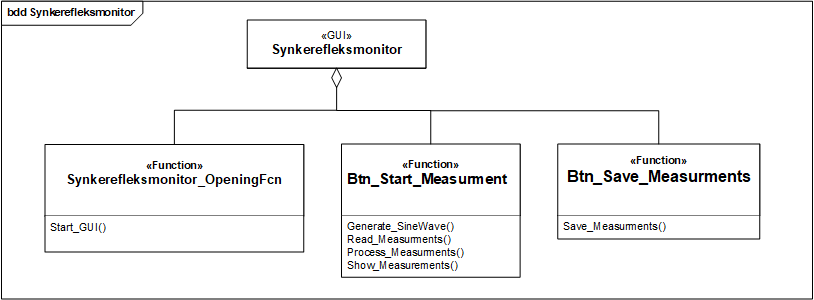 bdd Synkerefleksmonitor
«GUI»
Synkerefleksmonitor
«Function»
Synkerefleksmonitor_OpeningFcn
Start_GUI()
«Function»
Btn_Start_Measurment
Generate_SineWave()
Read_Measurments()
Process_Measurments()
Show_Measurements()
«Function»
Btn_Save_Measurments
Save_Measurments()